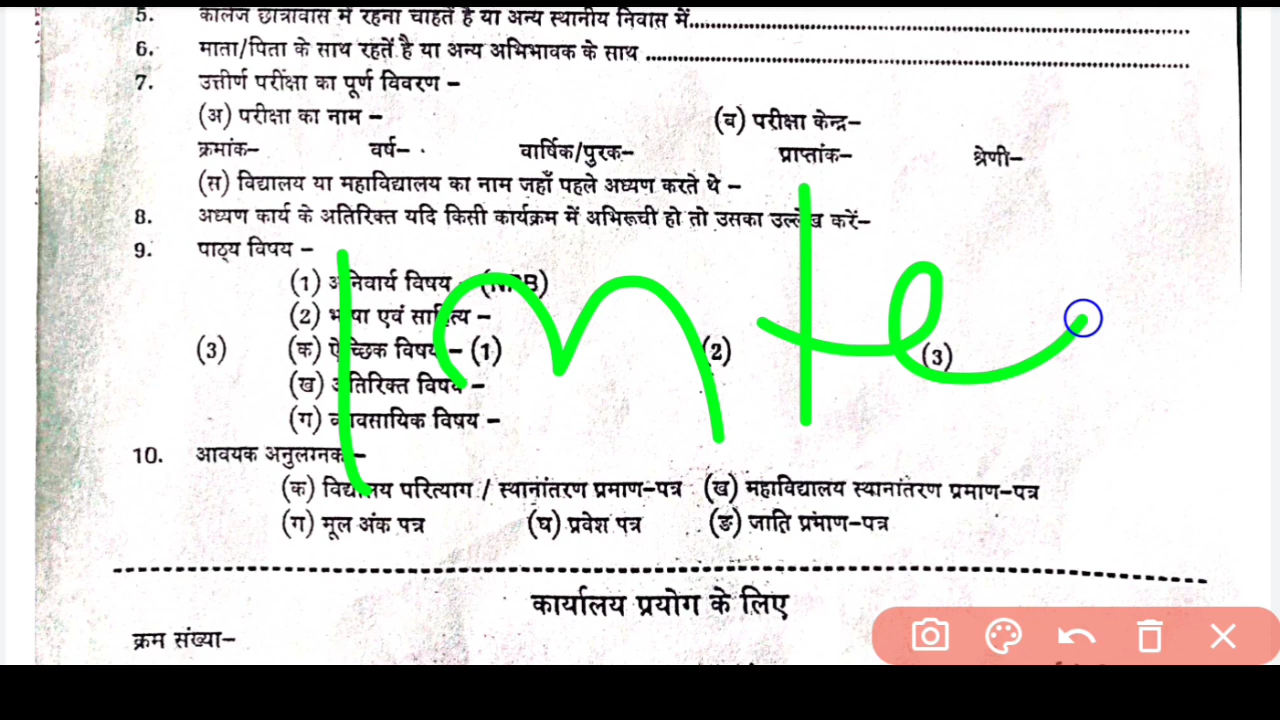 5. कॉलेज छात्रावास में रहना चाहतें है या अन्य स्थानीय निवास में..........
6. माता/पिता के साथ रहतें है या अन्य अभिभावक के साथ ..........
7. उत्तीर्ण परीक्षा का पूर्ण विवरण –
(अ) परीक्षा का नाम – (ब) परीक्षा केन्द्र–
क्रमांक– वर्ष– वार्षिक/पुरक– प्राप्तांक– श्रेणी–
(स) विद्यालय या महाविद्यालय का नाम जहाँ पहले अध्यण करते थे –
8. अध्यण कार्य के अतिरिक्त यदि किसी कार्यक्रम में अभिरूची हो तो उसका उल्लेख करें–
9. पाठ्य विषय –
(1) अनिवार्य विषय – (NRB)
(2) भाषा एवं साहित्य –
(3) (क) ऐच्छिक विषय – (1) (2) (3)
(ख) अतिरिक्त विषय –
(ग) व्यावसायिक विषय –
Inte
10. आवयक अनुलग्नक –
(क) विद्यालय परित्याग / स्थानांतरण प्रमाण–पत्र (ख) महाविद्यालय स्थानांतरण प्रमाण–पत्र
(ग) मूल अंक पत्र (घ) प्रवेश पत्र (ङ) जाति प्रमाण–पत्र
कार्यालय प्रयोग के लिए
क्रम संख्या–